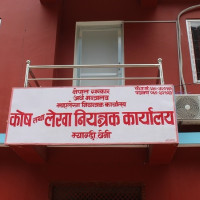 नेपाल सरकार
अर्थ मन्त्रालय
महालेखा नियन्त्रक कार्यालय
कोष तथा लेखा नियन्त्रक कार्यालय
म्याग्दी बेनी